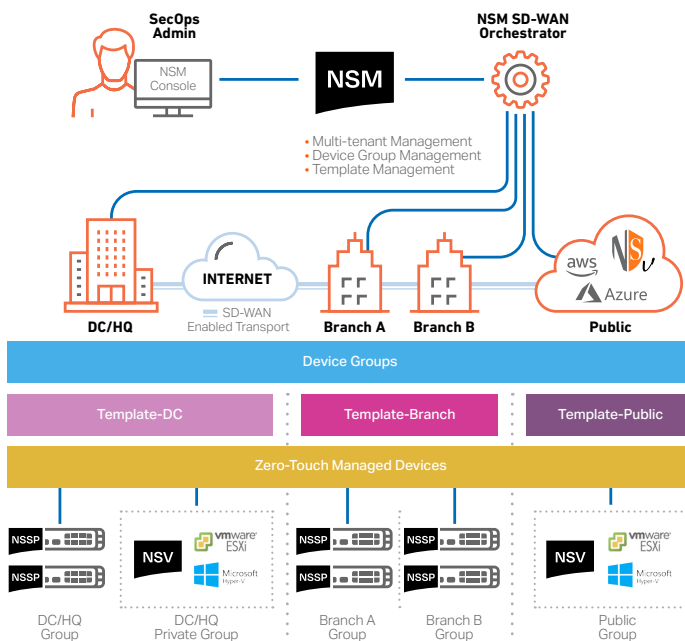 SecOps
Admin
NSM
Console
NSM
NSM SD-WAN
Orchestrator
• Multi-tenant Management
• Device Group Management
• Template Management
INTERNET
SD-WAN
Enabled Transport
aws
NSv
Azure
DC/HQ
Branch A
Branch B
Public
Device Groups
Template-DC
Template-Branch
Template-Public
Zero-Touch Managed Devices
NSSP
NSSP
NSV
vmware®
ESXi
Microsoft
Hyper-V
NSSP
NSSP
NSSP
NSSP
NSV
vmware®
ESXi
Microsoft
Hyper-V
DC/HQ
Group
DC/HQ
Private Group
Branch A
Group
Branch B
Group
Public
Group